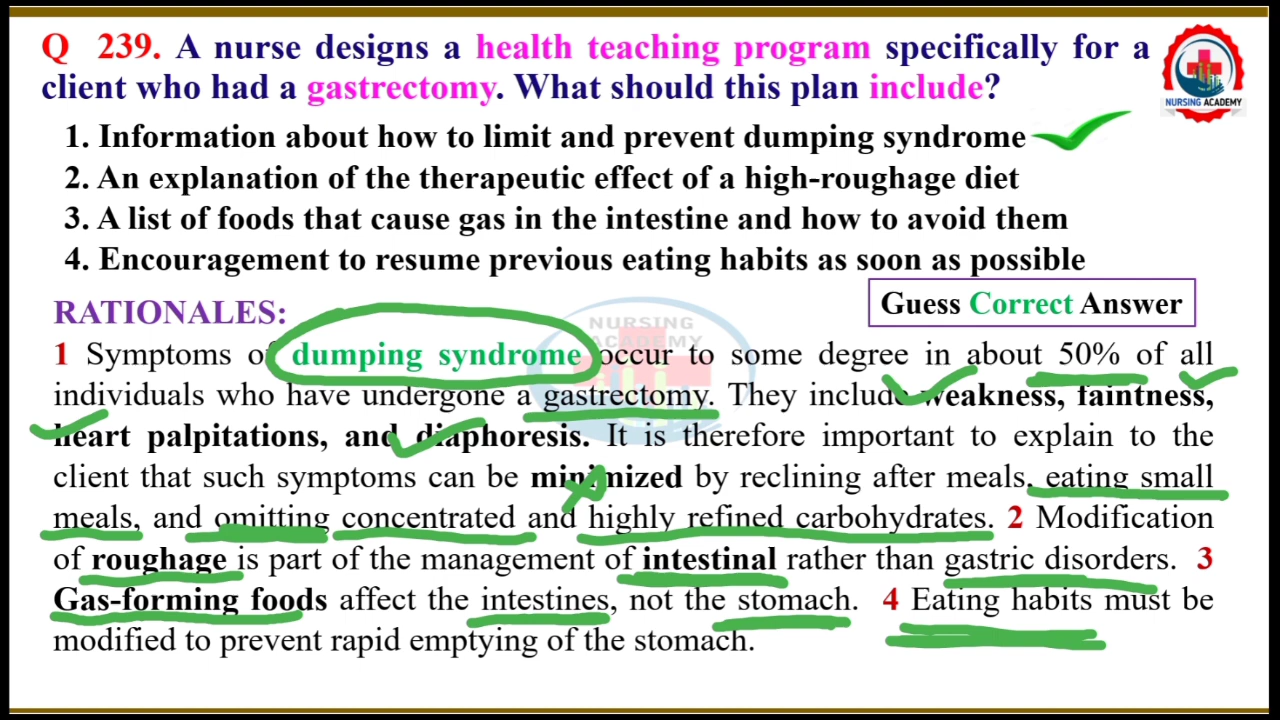 Q 239. A nurse designs a health teaching program specifically for a
client who had a gastrectomy. What should this plan include?
NURSING ACADEMY
1. Information about how to limit and prevent dumping syndrome
2. An explanation of the therapeutic effect of a high-roughage diet
3. A list of foods that cause gas in the intestine and how to avoid them
4. Encouragement to resume previous eating habits as soon as possible
Guess Correct Answer
RATIONALES:
NURSING
ACADEMY
1 Symptoms of dumping syndrome occur to some degree in about 50% of all
individuals who have undergone a gastrectomy. They include weakness, faintness,
heart palpitations, and diaphoresis. It is therefore important to explain to the
client that such symptoms can be minimized by reclining after meals, eating small
meals, and omitting concentrated and highly refined carbohydrates. 2 Modification
of roughage is part of the management of intestinal rather than gastric disorders. 3
Gas-forming foods affect the intestines, not the stomach. 4 Eating habits must be
modified to prevent rapid emptying of the stomach.